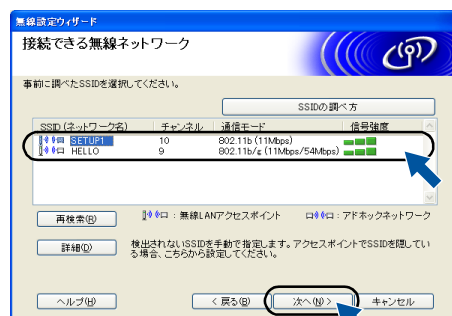 無線設定ウィザード
接続できる無線ネットワーク
事前に調べたSSIDを選択してください。
SSIDの調べ方
SSID (ネットワーク名) チャンネル 通信モード 信号強度
SETUP1 10 802.11b (11Mbps)
HELLO 9 802.11b/g (11Mbps/54Mbps)
再検索(R) : 無線LANアクセスポイント : アドホックネットワーク
詳細(D) 検出されないSSIDを手動で指定します。アクセスポイントでSSIDを隠してい
る場合、こちらから設定してください。
ヘルプ(H) < 戻る(B) 次へ(N) > キャンセル